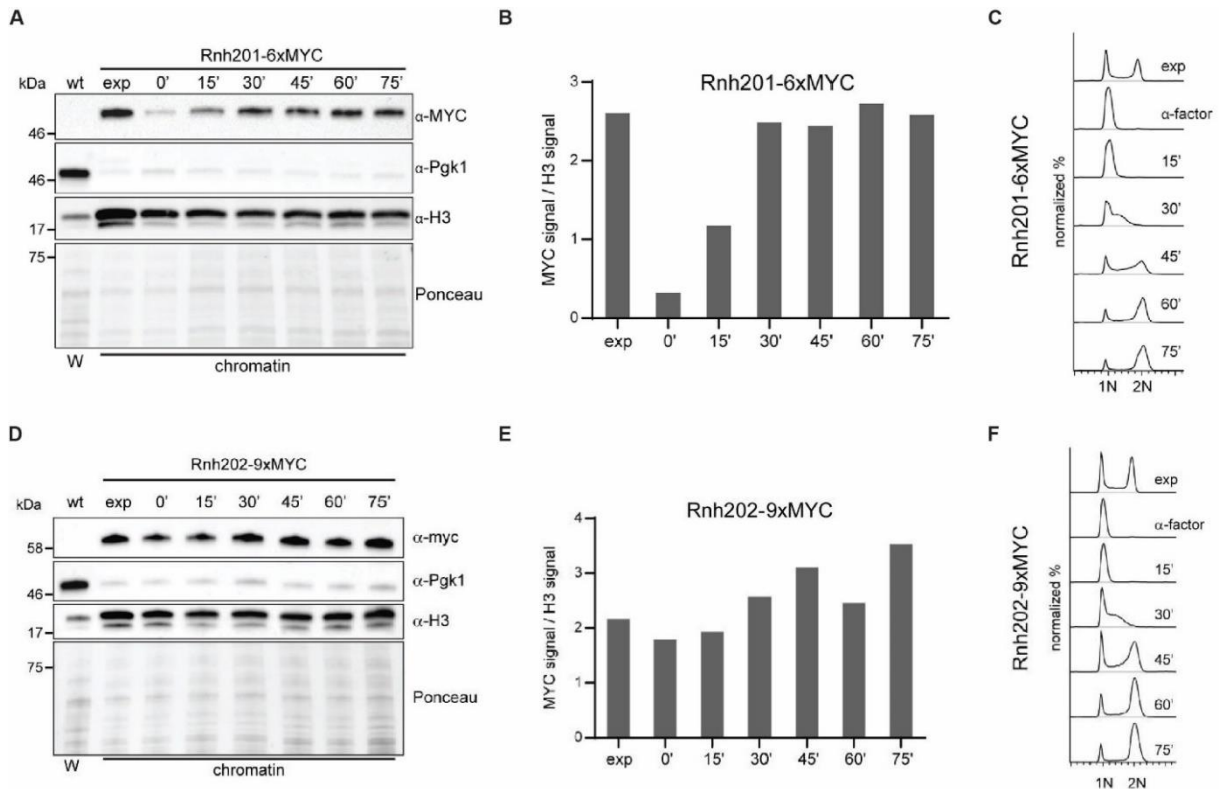 A
Rnh201-6xMYC
kDa wt exp 0' 15' 30' 45' 60' 75'
α-MYC
46
α-Pgk1
46
α-H3
17
75
Ponceau
W chromatin
B
Rnh201-6xMYC
MYC signal / H3 signal
3
2
1
0
exp 0' 15' 30' 45' 60' 75'
C
Rnh201-6xMYC
normalized %
exp
α-factor
15'
30'
45'
60'
75'
1N 2N
D
Rnh202-9xMYC
kDa wt exp 0' 15' 30' 45' 60' 75'
α-myc
58
α-Pgk1
46
α-H3
17
75
Ponceau
W chromatin
E
Rnh202-9xMYC
MYC signal / H3 signal
4
3
2
1
0
exp 0' 15' 30' 45' 60' 75'
F
Rnh202-9xMYC
normalized %
exp
α-factor
15'
30'
45'
60'
75'
1N 2N